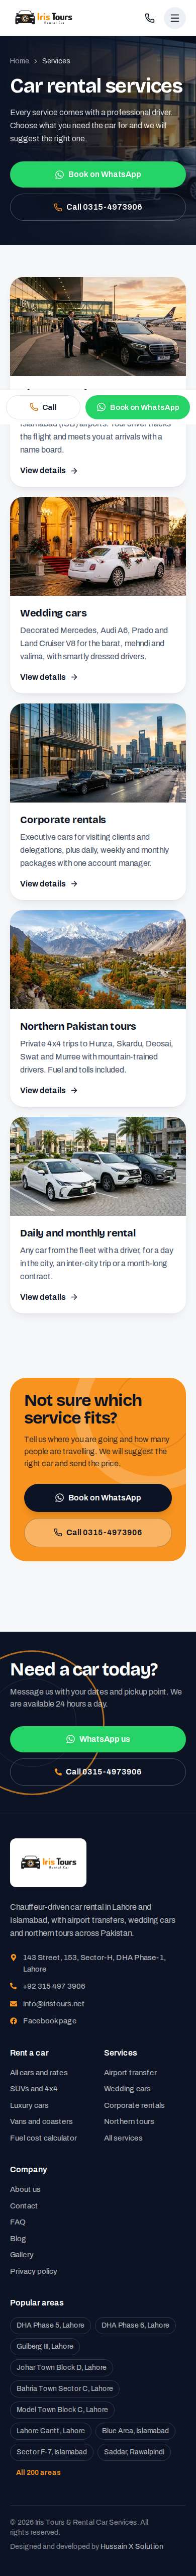 Iris Tours
Rental Car
Home > Services
Car rental services
Every service comes with a professional driver.
Choose what you need the car for and we will
suggest the right one.
Book on WhatsApp
Call 0315-4973906
Call
Book on WhatsApp
Islamabad (ISB) airports. Your driver tracks
the flight and meets you at arrivals with a
name board.
View details →
Wedding cars
Decorated Mercedes, Audi A6, Prado and
Land Cruiser V8 for the barat, mehndi and
valima, with smartly dressed drivers.
View details →
Corporate rentals
Executive cars for visiting clients and
delegations, plus daily, weekly and monthly
packages with one account manager.
View details →
Northern Pakistan tours
Private 4x4 trips to Hunza, Skardu, Deosai,
Swat and Murree with mountain-trained
drivers. Fuel and tolls included.
View details →
Daily and monthly rental
Any car from the fleet with a driver, for a day
in the city, an inter-city trip or a month-long
contract.
View details →
Not sure which
service fits?
Tell us where you are going and how many
people are travelling. We will suggest the
right car and send the price.
Book on WhatsApp
Call 0315-4973906
Need a car today?
Message us with your dates and pickup point. We
are available 24 hours a day.
WhatsApp us
Call 0315-4973906
Iris Tours
Rental Car
Chauffeur-driven car rental in Lahore and
Islamabad, with airport transfers, wedding cars
and northern tours across Pakistan.
143 Street, 153, Sector-H, DHA Phase-1,
Lahore
+92 315 497 3906
info@iristours.net
Facebook page
Rent a car
All cars and rates
SUVs and 4x4
Luxury cars
Vans and coasters
Fuel cost calculator
Services
Airport transfer
Wedding cars
Corporate rentals
Northern tours
All services
Company
About us
Contact
FAQ
Blog
Gallery
Privacy policy
Popular areas
DHA Phase 5, Lahore
DHA Phase 6, Lahore
Gulberg III, Lahore
Johar Town Block D, Lahore
Bahria Town Sector C, Lahore
Model Town Block C, Lahore
Lahore Cantt, Lahore
Blue Area, Islamabad
Sector F-7, Islamabad
Saddar, Rawalpindi
All 200 areas
© 2026 Iris Tours & Rental Car Services. All
rights reserved.
Designed and developed by Hussain X Solution